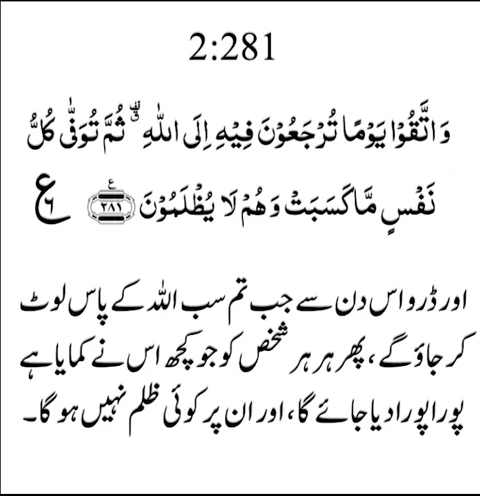 2:281
وَاتَّقُوْا يَوْمًا تُرْجَعُوْنَ فِيْهِ اِلَى اللّٰهِ ۗ ثُمَّ تُوَفّٰى كُلُّ
نَفْسٍ مَّا كَسَبَتْ وَهُمْ لَا يُظْلَمُوْنَ ﴿۲۸۱﴾ ع
اور ڈرو اس دن سے جب تم سب اللہ کے پاس لوٹ
کر جاؤ گے، پھر ہر ہر شخص کو جو کچھ اس نے کمایا ہے
پورا پورا دیا جائے گا، اور ان پر کوئی ظلم نہیں ہو گا۔